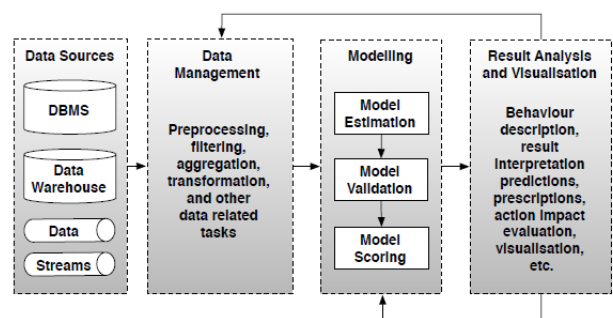 Data Sources
DBMS
Data
Warehouse
Data
Streams
Data
Management
Preprocessing,
filtering,
aggregation,
transformation,
and other
data related
tasks
Modelling
Model
Estimation
Model
Validation
Model
Scoring
Result Analysis
and Visualisation
Behaviour
description,
result
interpretation
predictions,
prescriptions,
action impact
evaluation,
visualisation,
etc.